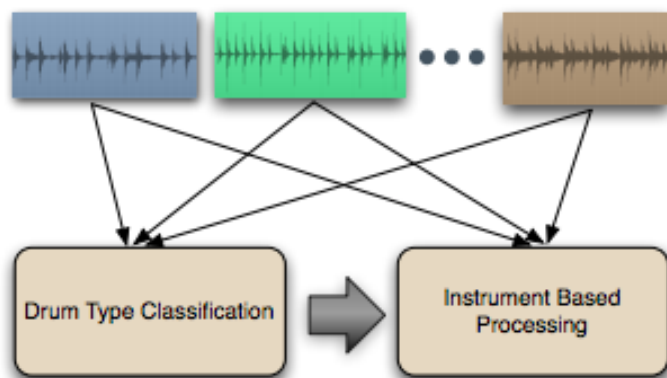 Drum Type Classification
Instrument Based
Processing